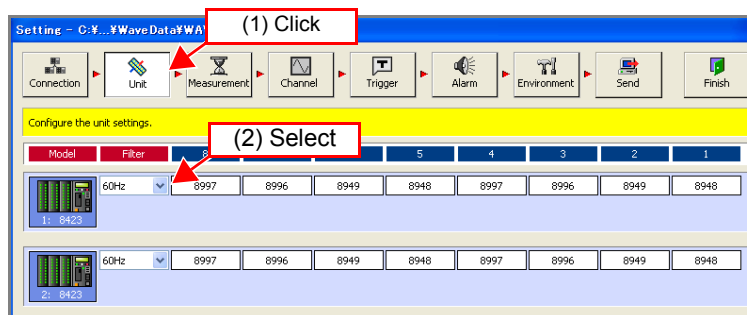 Setting - C:¥...¥WaveData¥WA
(1) Click
Connection
Unit
Measurement
Channel
Trigger
Alarm
Environment
Send
Finish
Configure the unit settings.
(2) Select
Model Filter 8 5 4 3 2 1
60Hz 8997 8996 8949 8948 8997 8996 8949 8948
1: 8423
60Hz 8997 8996 8949 8948 8997 8996 8949 8948
2: 8423